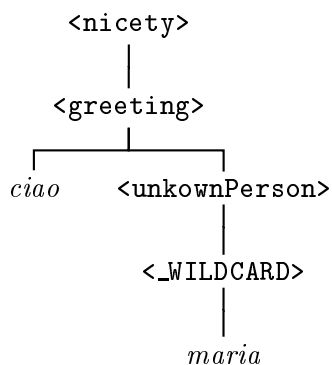 <nicety>
<greeting>
ciao <unkownPerson>
<_WILDCARD>
maria